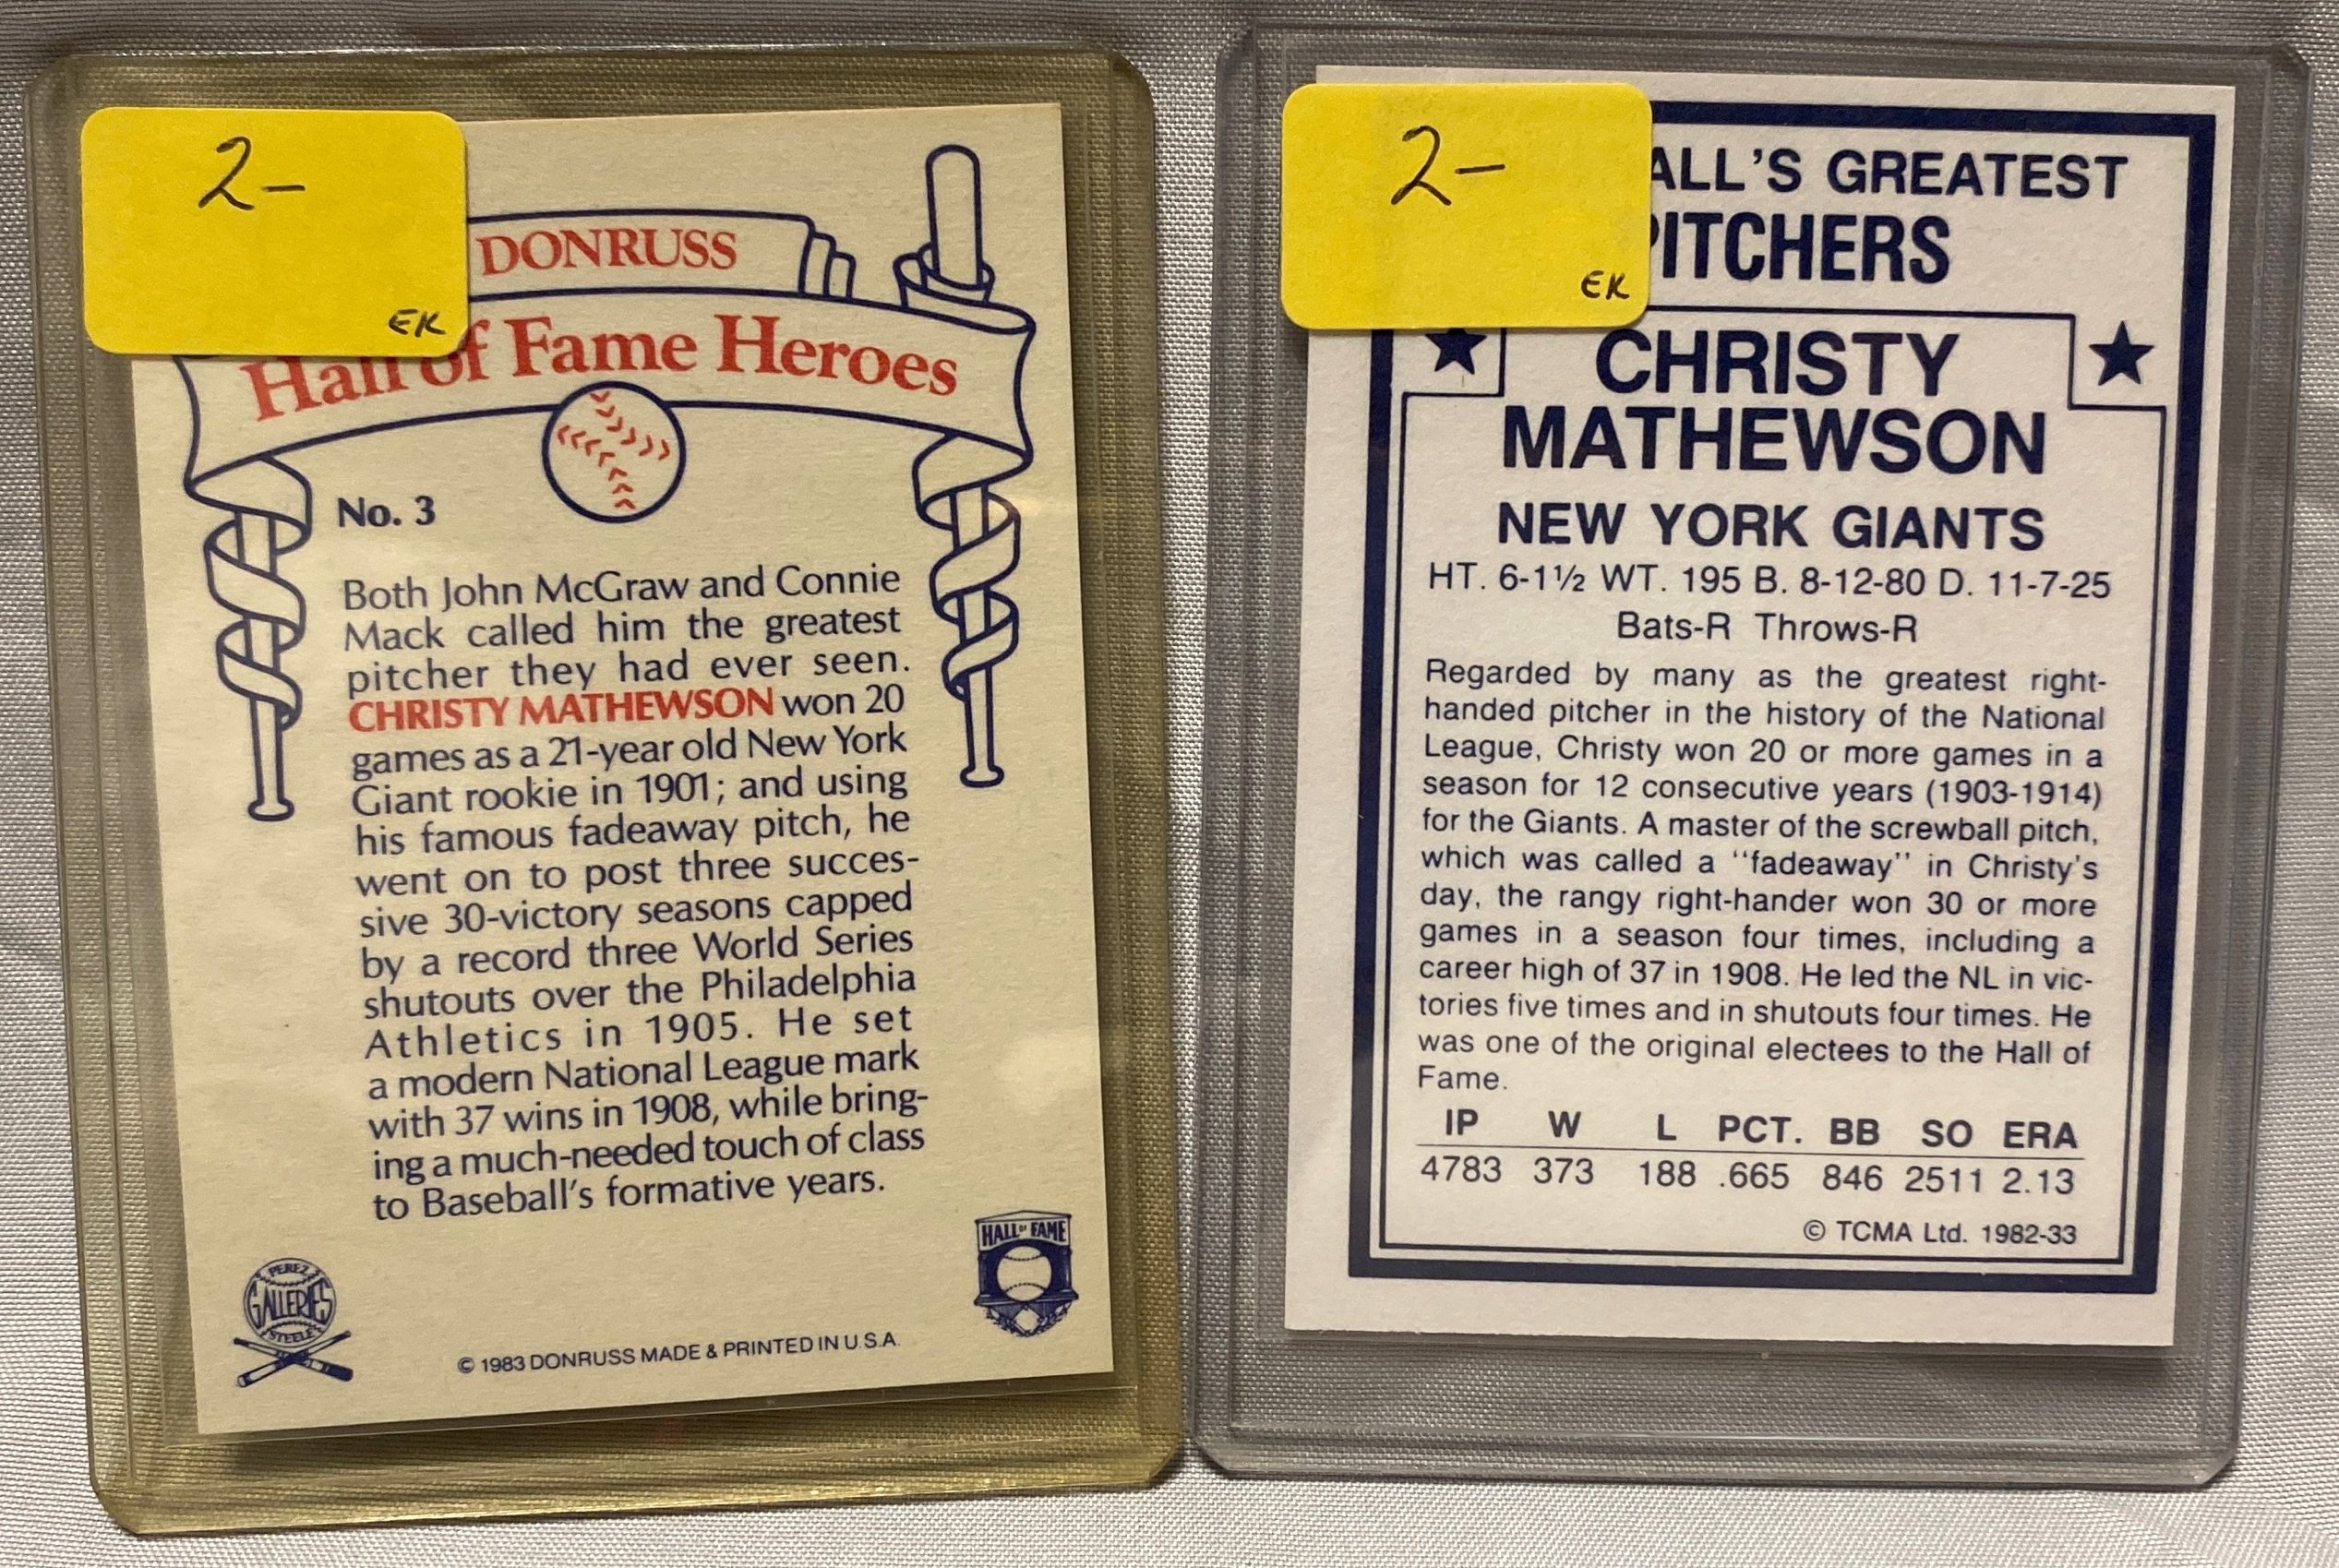 2-
EK
DONRUSS
Hall of Fame Heroes
No. 3
Both John McGraw and Connie
Mack called him the greatest
pitcher they had ever seen.
CHRISTY MATHEWSON won 20
games as a 21-year old New York
Giant rookie in 1901; and using
his famous fadeaway pitch, he
went on to post three succes-
sive 30-victory seasons capped
by a record three World Series
shutouts over the Philadelphia
Athletics in 1905. He set
a modern National League mark
with 37 wins in 1908, while bring-
ing a much-needed touch of class
to Baseball's formative years.
PEREZ
GALLERIES
STEELE
HALL OF FAME
© 1983 DONRUSS MADE & PRINTED IN U.S.A.
2-
EK
ALL'S GREATEST
PITCHERS
CHRISTY
MATHEWSON
NEW YORK GIANTS
HT. 6-1½ WT. 195 B. 8-12-80 D. 11-7-25
Bats-R Throws-R
Regarded by many as the greatest right-
handed pitcher in the history of the National
League, Christy won 20 or more games in a
season for 12 consecutive years (1903-1914)
for the Giants. A master of the screwball pitch,
which was called a "fadeaway" in Christy's
day, the rangy right-hander won 30 or more
games in a season four times, including a
career high of 37 in 1908. He led the NL in vic-
tories five times and in shutouts four times. He
was one of the original electees to the Hall of
Fame.
IP W L PCT. BB SO ERA
4783 373 188 .665 846 2511 2.13
© TCMA Ltd. 1982-33